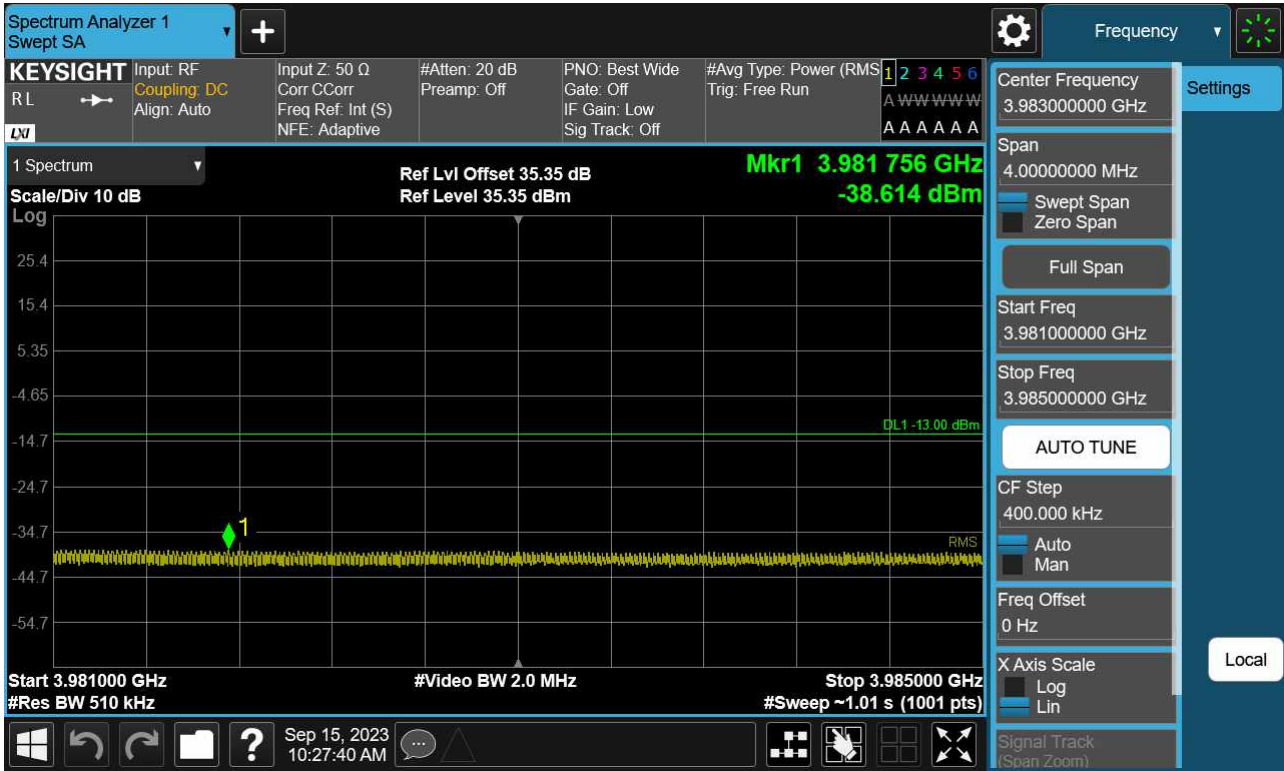 Spectrum Analyzer 1
Swept SA
+
Frequency
KEYSIGHT
R L
LXI
Input: RF
Coupling: DC
Align: Auto
Input Z: 50 Ω
Corr CCorr
Freq Ref: Int (S)
NFE: Adaptive
#Atten: 20 dB
Preamp: Off
PNO: Best Wide
Gate: Off
IF Gain: Low
Sig Track: Off
#Avg Type: Power (RMS
Trig: Free Run
1 2 3 4 5 6
A W W W W W
A A A A A A
1 Spectrum
Scale/Div 10 dB
Log
Ref Lvl Offset 35.35 dB
Ref Level 35.35 dBm
Mkr1 3.981 756 GHz
-38.614 dBm
25.4
15.4
5.35
-4.65
-14.7
-24.7
-34.7
-44.7
-54.7
DL1 -13.00 dBm
1
RMS
Start 3.981000 GHz
#Res BW 510 kHz
#Video BW 2.0 MHz
Stop 3.985000 GHz
#Sweep ~1.01 s (1001 pts)
Center Frequency
3.983000000 GHz
Settings
Span
4.00000000 MHz
Swept Span
Zero Span
Full Span
Start Freq
3.981000000 GHz
Stop Freq
3.985000000 GHz
AUTO TUNE
CF Step
400.000 kHz
Auto
Man
Freq Offset
0 Hz
X Axis Scale
Log
Lin
Local
Signal Track
(Span Zoom)
?
Sep 15, 2023
10:27:40 AM